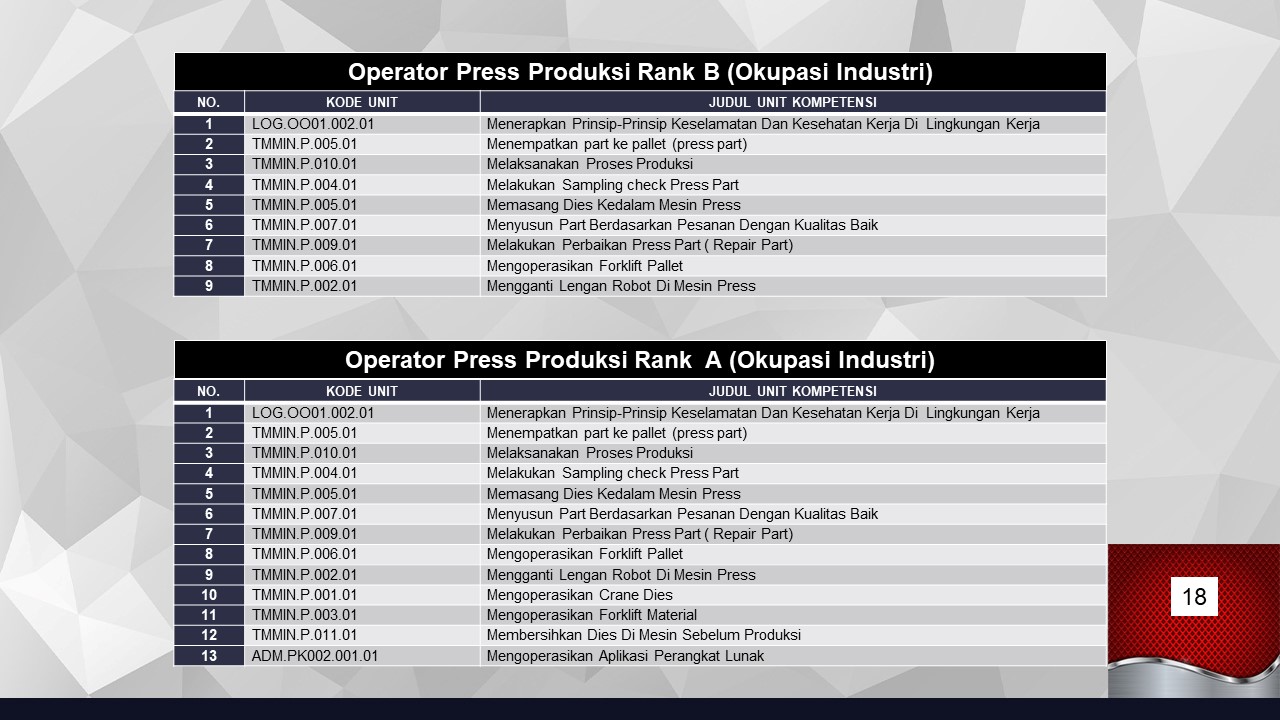 Operator Press Produksi Rank B (Okupasi Industri)
NO. KODE UNIT JUDUL UNIT KOMPETENSI
1 LOG.OO01.002.01 Menerapkan Prinsip-Prinsip Keselamatan Dan Kesehatan Kerja Di Lingkungan Kerja
2 TMMIN.P.005.01 Menempatkan part ke pallet (press part)
3 TMMIN.P.010.01 Melaksanakan Proses Produksi
4 TMMIN.P.004.01 Melakukan Sampling check Press Part
5 TMMIN.P.005.01 Memasang Dies Kedalam Mesin Press
6 TMMIN.P.007.01 Menyusun Part Berdasarkan Pesanan Dengan Kualitas Baik
7 TMMIN.P.009.01 Melakukan Perbaikan Press Part ( Repair Part)
8 TMMIN.P.006.01 Mengoperasikan Forklift Pallet
9 TMMIN.P.002.01 Mengganti Lengan Robot Di Mesin Press
Operator Press Produksi Rank A (Okupasi Industri)
NO. KODE UNIT JUDUL UNIT KOMPETENSI
1 LOG.OO01.002.01 Menerapkan Prinsip-Prinsip Keselamatan Dan Kesehatan Kerja Di Lingkungan Kerja
2 TMMIN.P.005.01 Menempatkan part ke pallet (press part)
3 TMMIN.P.010.01 Melaksanakan Proses Produksi
4 TMMIN.P.004.01 Melakukan Sampling check Press Part
5 TMMIN.P.005.01 Memasang Dies Kedalam Mesin Press
6 TMMIN.P.007.01 Menyusun Part Berdasarkan Pesanan Dengan Kualitas Baik
7 TMMIN.P.009.01 Melakukan Perbaikan Press Part ( Repair Part)
8 TMMIN.P.006.01 Mengoperasikan Forklift Pallet
9 TMMIN.P.002.01 Mengganti Lengan Robot Di Mesin Press
10 TMMIN.P.001.01 Mengoperasikan Crane Dies
11 TMMIN.P.003.01 Mengoperasikan Forklift Material
12 TMMIN.P.011.01 Membersihkan Dies Di Mesin Sebelum Produksi
13 ADM.PK002.001.01 Mengoperasikan Aplikasi Perangkat Lunak
18